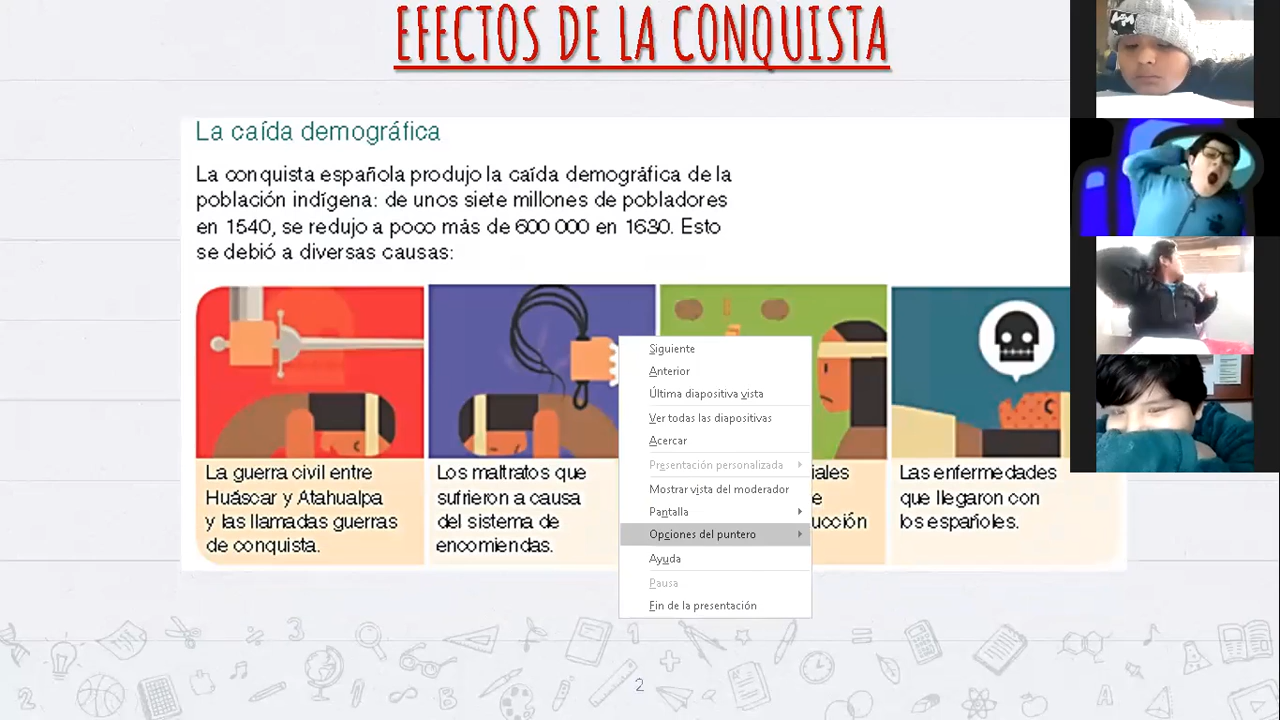 EFECTOS DE LA CONQUISTA
La caída demográfica
La conquista española produjo la caída demográfica de la
población indígena: de unos siete millones de pobladores
en 1540, se redujo a poco más de 600 000 en 1630. Esto
se debió a diversas causas:
La guerra civil entre
Huáscar y Atahualpa
y las llamadas guerras
de conquista.
Los maltratos que
sufrieron a causa
del sistema de
encomiendas.
Siguiente
Anterior
Última diapositiva vista
Ver todas las diapositivas
Acercar
Presentación personalizada
Mostrar vista del moderador
Pantalla
Opciones del puntero
Ayuda
Pausa
Fin de la presentación
Las enfermedades
que llegaron con
los españoles.
2